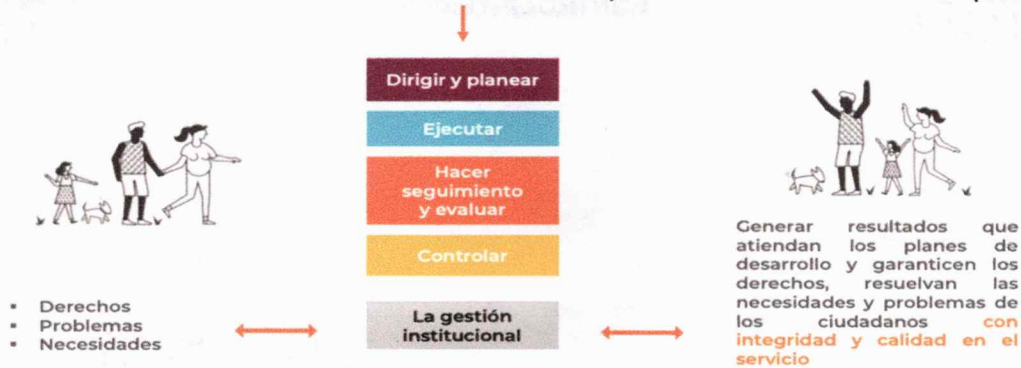 Dirigir y planear
Ejecutar
Hacer
seguimiento
y evaluar
Controlar
La gestión
institucional
▪ Derechos
▪ Problemas
▪ Necesidades
Generar resultados que
atiendan los planes de
desarrollo y garanticen los
derechos, resuelvan las
necesidades y problemas de
los ciudadanos con
integridad y calidad en el
servicio